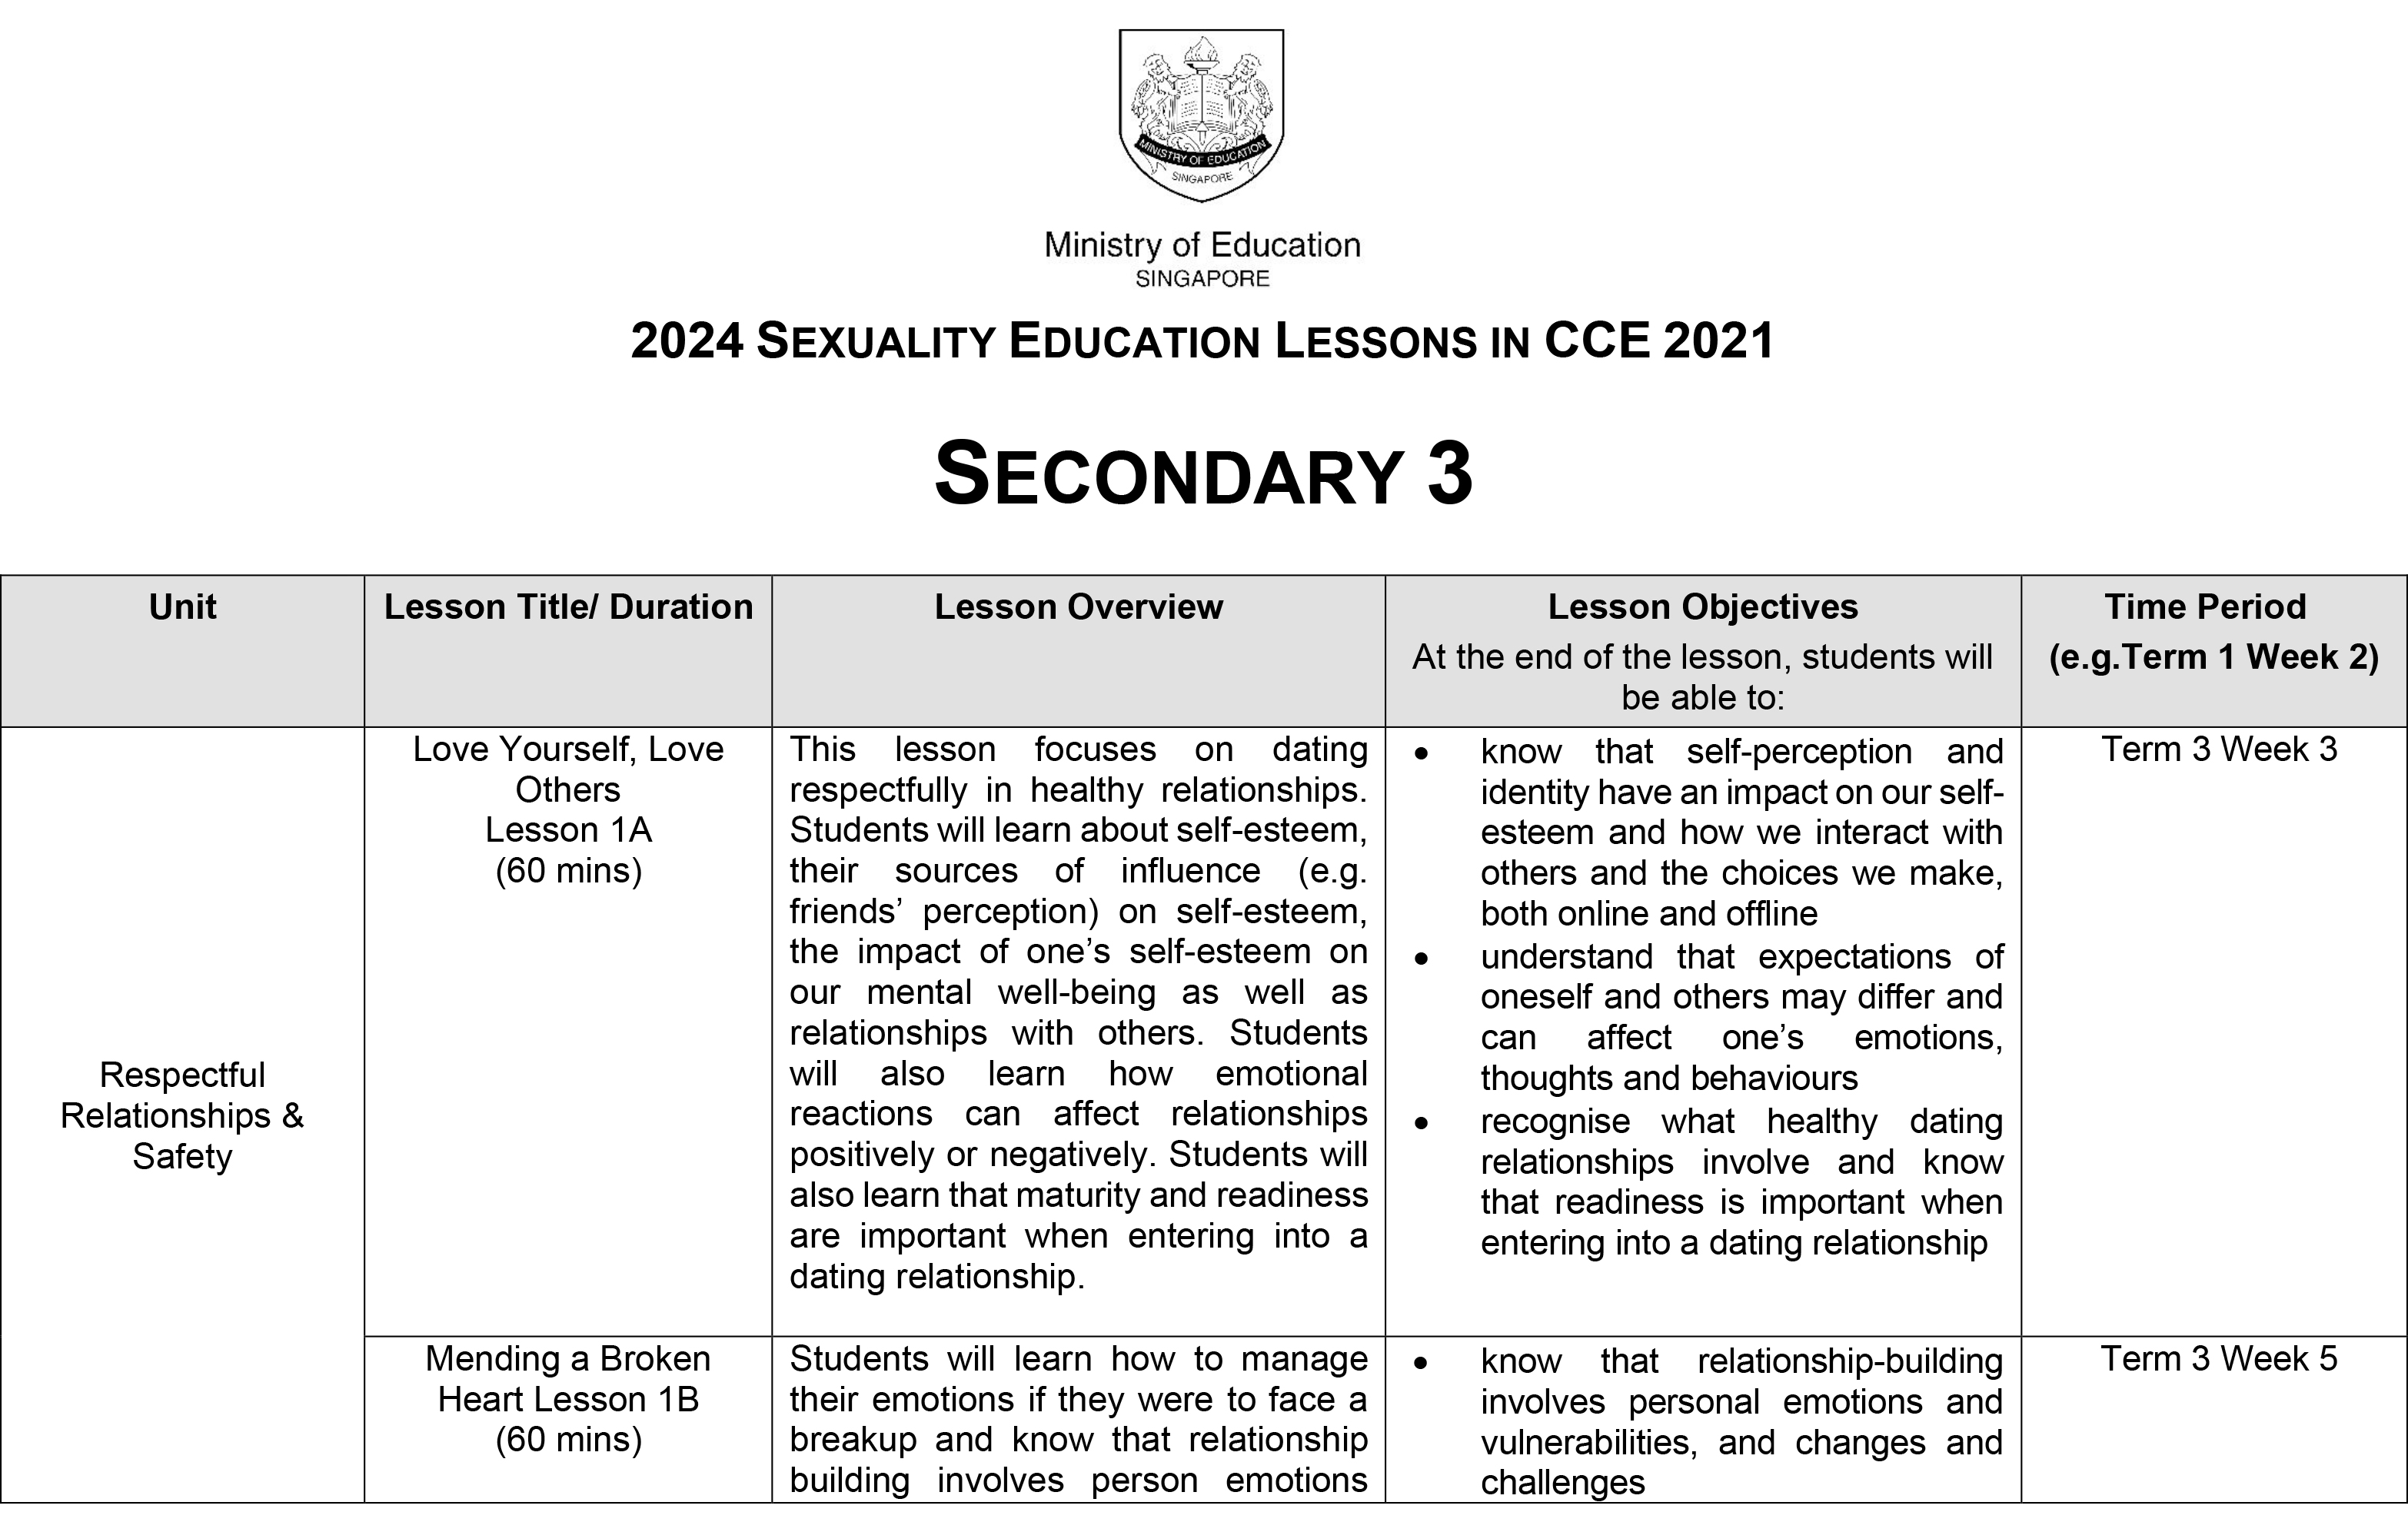 MINISTRY OF EDUCATION
SINGAPORE
Ministry of Education
SINGAPORE
2024 SEXUALITY EDUCATION LESSONS IN CCE 2021
SECONDARY 3
Unit
Lesson Title/ Duration
Lesson Overview
Lesson Objectives
At the end of the lesson, students will
be able to:
Time Period
(e.g.Term 1 Week 2)
Respectful
Relationships &
Safety
Love Yourself, Love
Others
Lesson 1A
(60 mins)
This lesson focuses on dating
respectfully in healthy relationships.
Students will learn about self-esteem,
their sources of influence (e.g.
friends’ perception) on self-esteem,
the impact of one’s self-esteem on
our mental well-being as well as
relationships with others. Students
will also learn how emotional
reactions can affect relationships
positively or negatively. Students will
also learn that maturity and readiness
are important when entering into a
dating relationship.
• know that self-perception and
identity have an impact on our self-
esteem and how we interact with
others and the choices we make,
both online and offline
• understand that expectations of
oneself and others may differ and
can affect one’s emotions,
thoughts and behaviours
• recognise what healthy dating
relationships involve and know
that readiness is important when
entering into a dating relationship
Term 3 Week 3
Mending a Broken
Heart Lesson 1B
(60 mins)
Students will learn how to manage
their emotions if they were to face a
breakup and know that relationship
building involves person emotions
• know that relationship-building
involves personal emotions and
vulnerabilities, and changes and
challenges
Term 3 Week 5